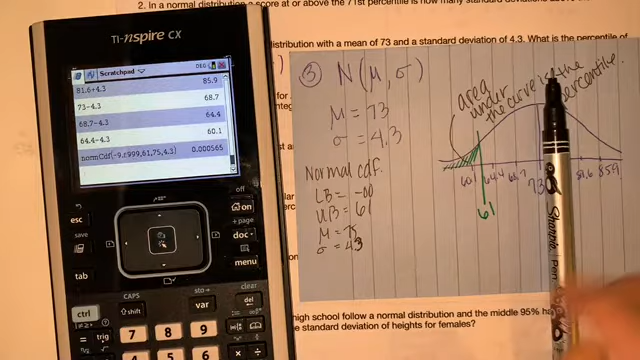 2. In a normal distribution a score at or above the 71st percentile is how many standard deviations above
TI-nspire CX
Scratchpad
DEG
81.6+4.3 85.9
73-4.3 68.7
68.7-4.3 64.4
64.4-4.3 60.1
normCdf(-9.E999,61,75,4.3) 0.000565
distribution with a mean of 73 and a standard deviation of 4.3. What is the percentile of
③ N(μ, σ)
μ = 73
σ = 4.3
Normal cdf.
LB = -∞
UB = 61
μ = 75
σ = 4.3
area
under
the curve is the
percentile.
60.1 64.4 68.7 73 81.6 85.9
61
esc
save
tab
off
on
+page
doc
menu
ctrl
CAPS
shift
sto→
var
clear
del
trig
7
8
9
4
5
6
Sharpie Pen
high school follow a normal distribution and the middle 95%
the standard deviation of heights for females?